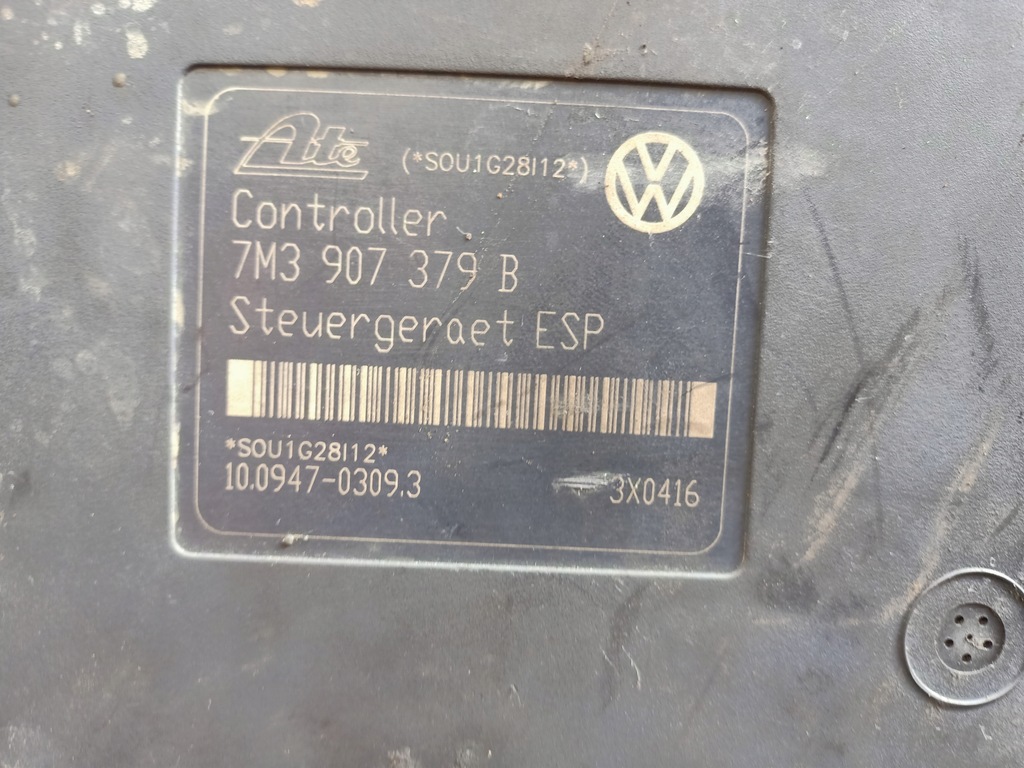 Ate (*SOU1G28I12*)
Controller
7M3 907 379 B
Steuergeraet ESP
*SOU1G28I12*
10.0947-0309.3 3X0416